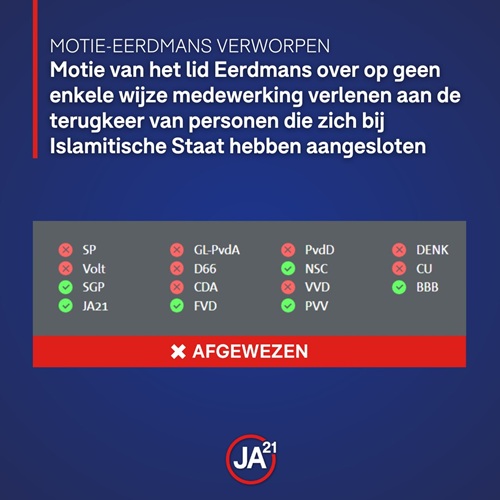 MOTIE-EERDMANS VERWORPEN
Motie van het lid Eerdmans over op geen
enkele wijze medewerking verlenen aan de
terugkeer van personen die zich bij
Islamitische Staat hebben aangesloten
SP GL-PvdA PvdD DENK
Volt D66 NSC CU
SGP CDA VVD BBB
JA21 FVD PVV
AFGEWEZEN
JA21